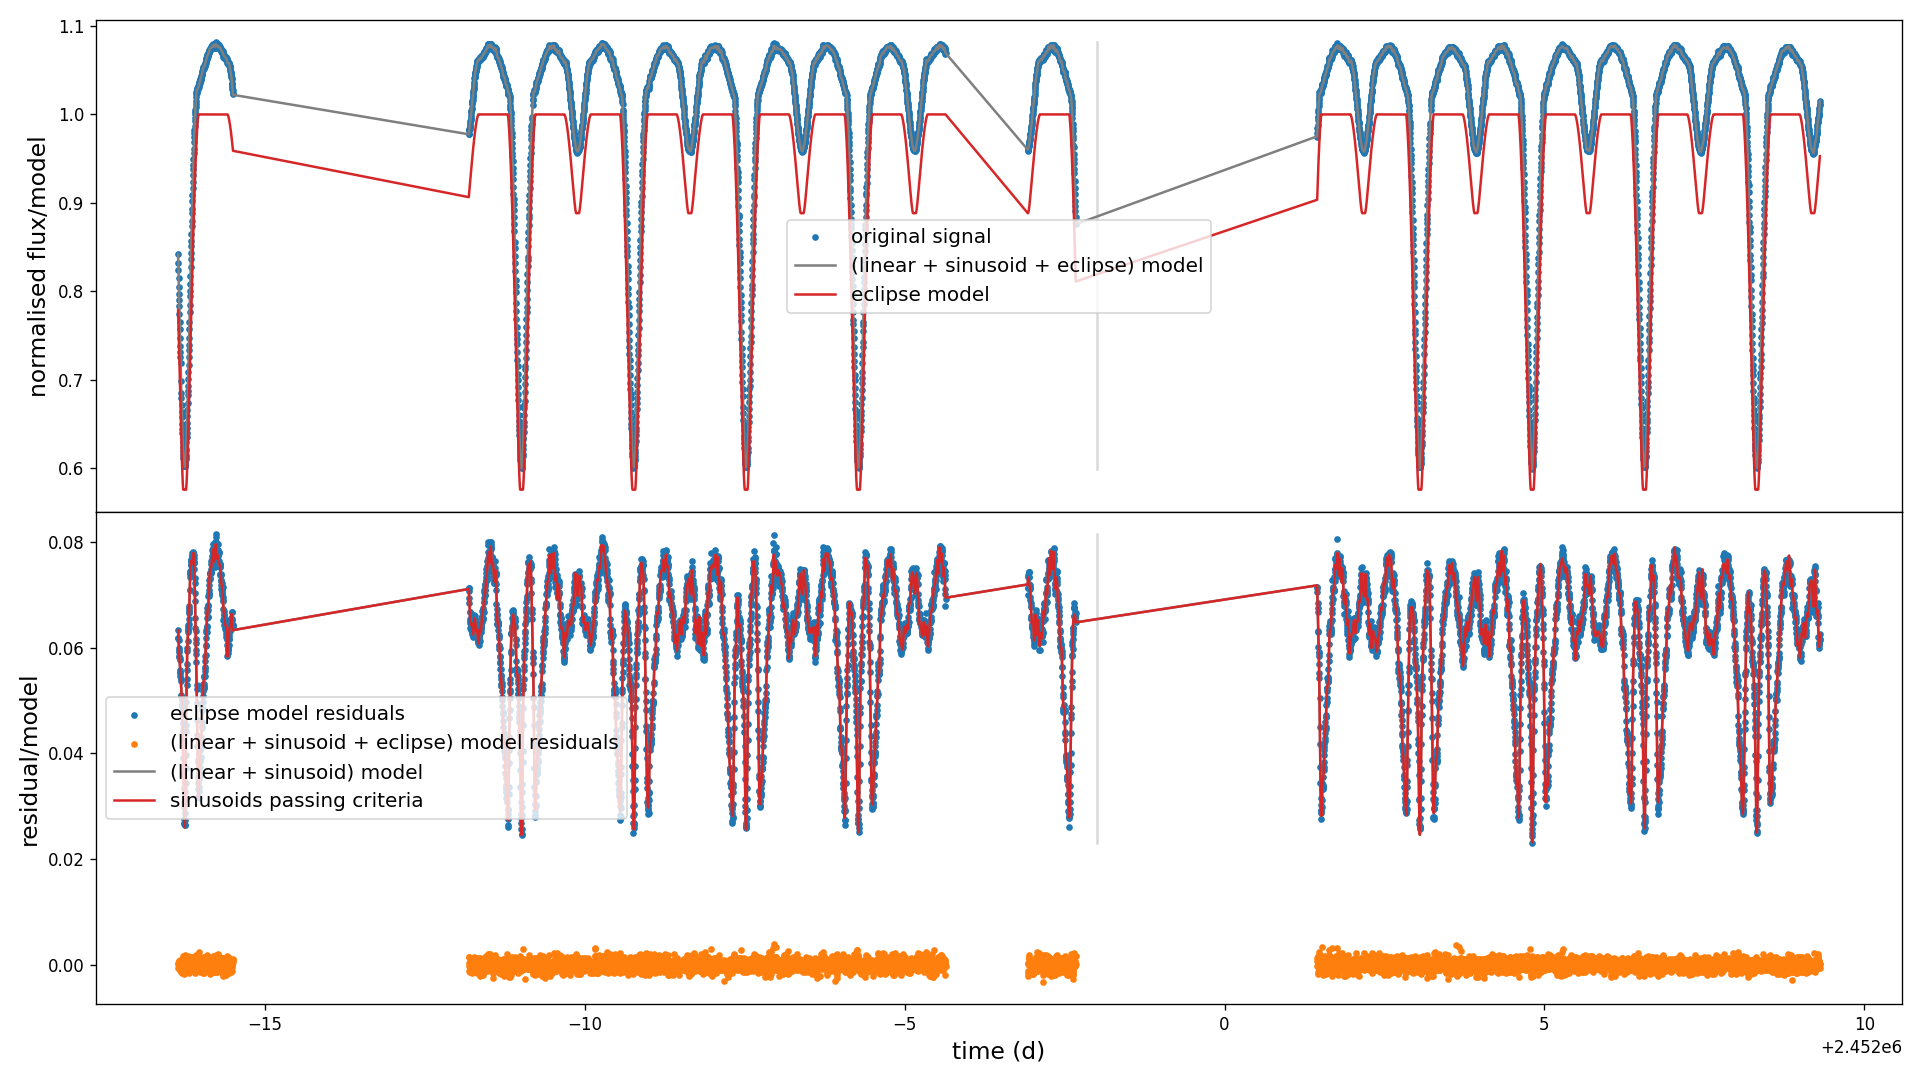 1.1
1.0
0.9
0.8
0.7
0.6
normalised flux/model
original signal
(linear + sinusoid + eclipse) model
eclipse model
0.08
0.06
0.04
0.02
0.00
residual/model
eclipse model residuals
(linear + sinusoid + eclipse) model residuals
(linear + sinusoid) model
sinusoids passing criteria
−15
−10
−5
0
5
10
time (d)
+2.452e6